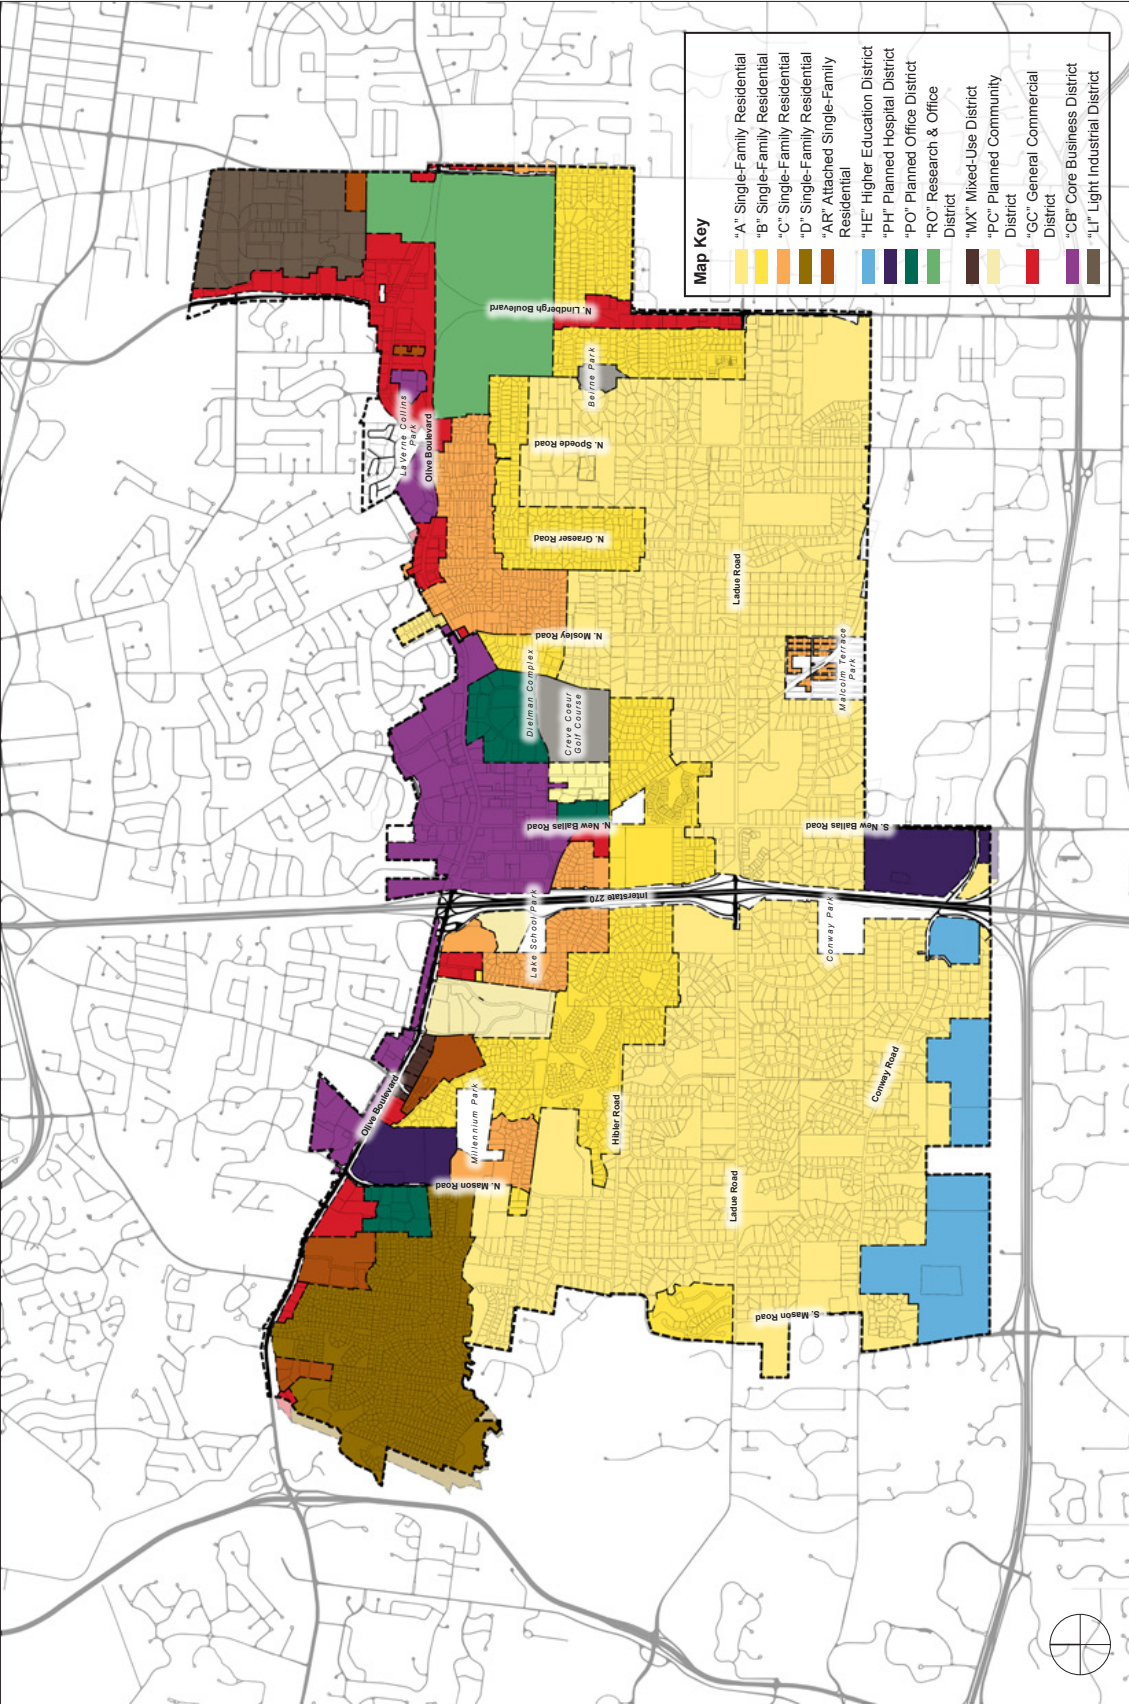 Map Key
"A" Single-Family Residential
"B" Single-Family Residential
"C" Single-Family Residential
"D" Single-Family Residential
"AR" Attached Single-Family
Residential
"HE" Higher Education District
"PH" Planned Hospital District
"PO" Planned Office District
"RO" Research & Office
District
"MX" Mixed-Use District
"PC" Planned Community
District
"GC" General Commercial
District
"CB" Core Business District
"LI" Light Industrial District
Olive Boulevard
N. Mason Road
Millennium Park
Hibler Road
Ladue Road
S. Mason Road
Conway Road
Lake School Park
Interstate 270
Conway Park
N. New Ballas Road
S. New Ballas Road
Dielman Complex
Creve Coeur
Golf Course
N. Mosley Road
Malcolm Terrace
Park
Ladue Road
N. Graeser Road
N. Spoede Road
LaVerne Collins
Park
Olive Boulevard
Beirne Park
N. Lindbergh Boulevard